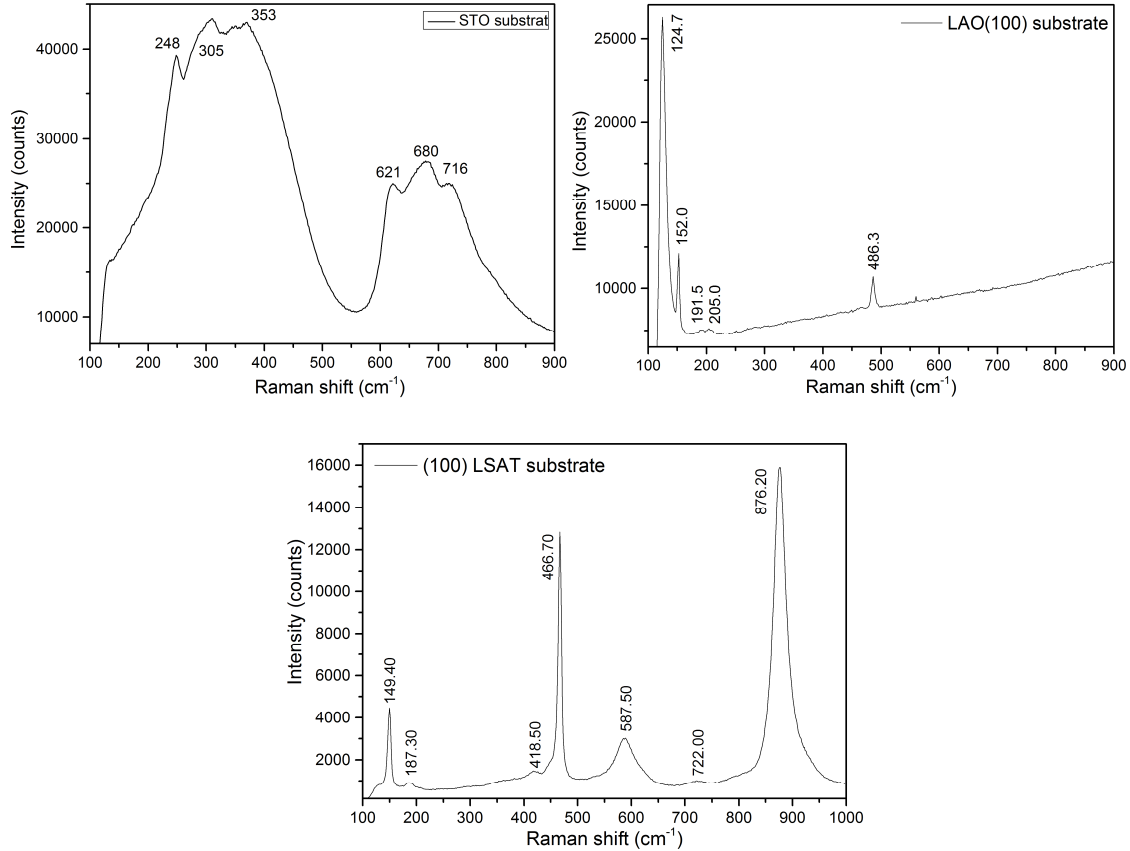 STO substrat
248
305
353
621
680
716
40000
30000
20000
10000
Intensity (counts)
100 200 300 400 500 600 700 800 900
Raman shift (cm⁻¹)
LAO(100) substrate
124.7
152.0
191.5
205.0
486.3
25000
20000
15000
10000
Intensity (counts)
100 200 300 400 500 600 700 800 900
Raman shift (cm⁻¹)
(100) LSAT substrate
149.40
187.30
418.50
466.70
587.50
722.00
876.20
16000
14000
12000
10000
8000
6000
4000
2000
Intensity (counts)
100 200 300 400 500 600 700 800 900 1000
Raman shift (cm⁻¹)